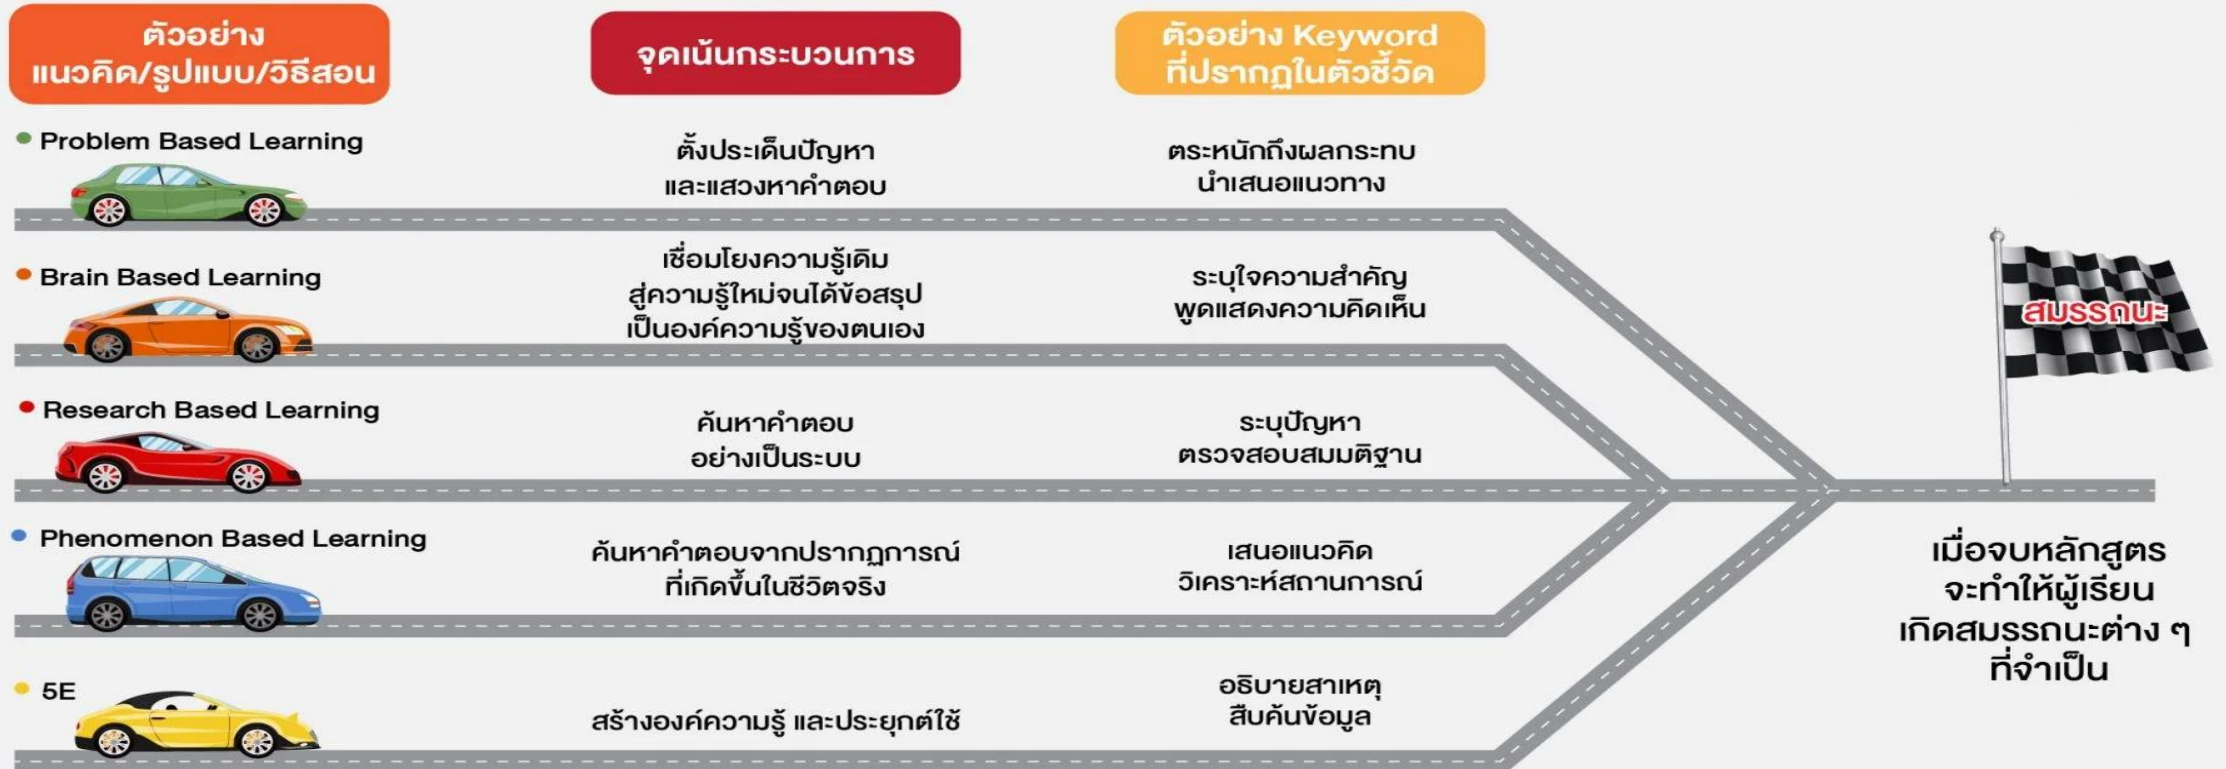 ตัวอย่าง
แนวคิด/รูปแบบ/วิธีสอน
จุดเน้นกระบวนการ
ตัวอย่าง Keyword
ที่ปรากฏในตัวชี้วัด
• Problem Based Learning
ตั้งประเด็นปัญหา
และแสวงหาคำตอบ
ตระหนักถึงผลกระทบ
นำเสนอแนวทาง
• Brain Based Learning
เชื่อมโยงความรู้เดิม
สู่ความรู้ใหม่จนได้ข้อสรุป
เป็นองค์ความรู้ของตนเอง
ระบุใจความสำคัญ
พูดแสดงความคิดเห็น
• Research Based Learning
ค้นหาคำตอบ
อย่างเป็นระบบ
ระบุปัญหา
ตรวจสอบสมมติฐาน
• Phenomenon Based Learning
ค้นหาคำตอบจากปรากฏการณ์
ที่เกิดขึ้นในชีวิตจริง
เสนอแนวคิด
วิเคราะห์สถานการณ์
• 5E
สร้างองค์ความรู้ และประยุกต์ใช้
อธิบายสาเหตุ
สืบค้นข้อมูล
สมรรถนะ
เมื่อจบหลักสูตร
จะทำให้ผู้เรียน
เกิดสมรรถนะต่าง ๆ
ที่จำเป็น